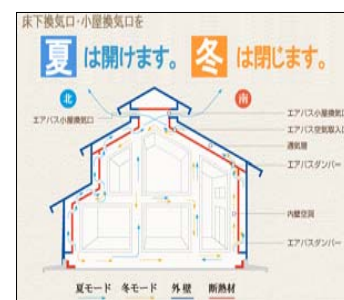 床下換気口・小屋換気口を
夏は開けます。冬は閉じます。
北
南
エアパス小屋換気口
エアパス小屋換気口
エアパス空気取入口
通気層
エアパスダンパー
内壁空洞
エアパスダンパー
夏モード 冬モード 外壁 断熱材